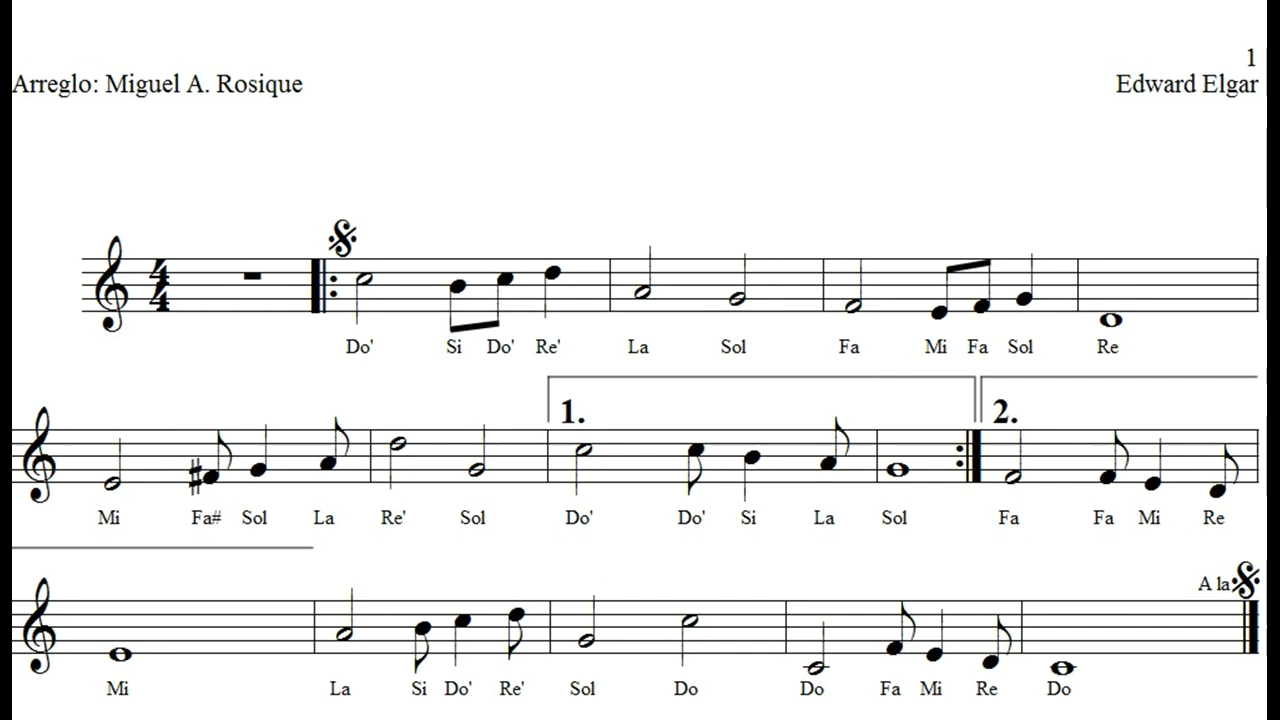 1
Arreglo: Miguel A. Rosique Edward Elgar
4
4
Do' Si Do' Re' La Sol Fa Mi Fa Sol Re
1. 2.
Mi Fa# Sol La Re' Sol Do' Do' Si La Sol Fa Fa Mi Re
A la
Mi La Si Do' Re' Sol Do Do Fa Mi Re Do